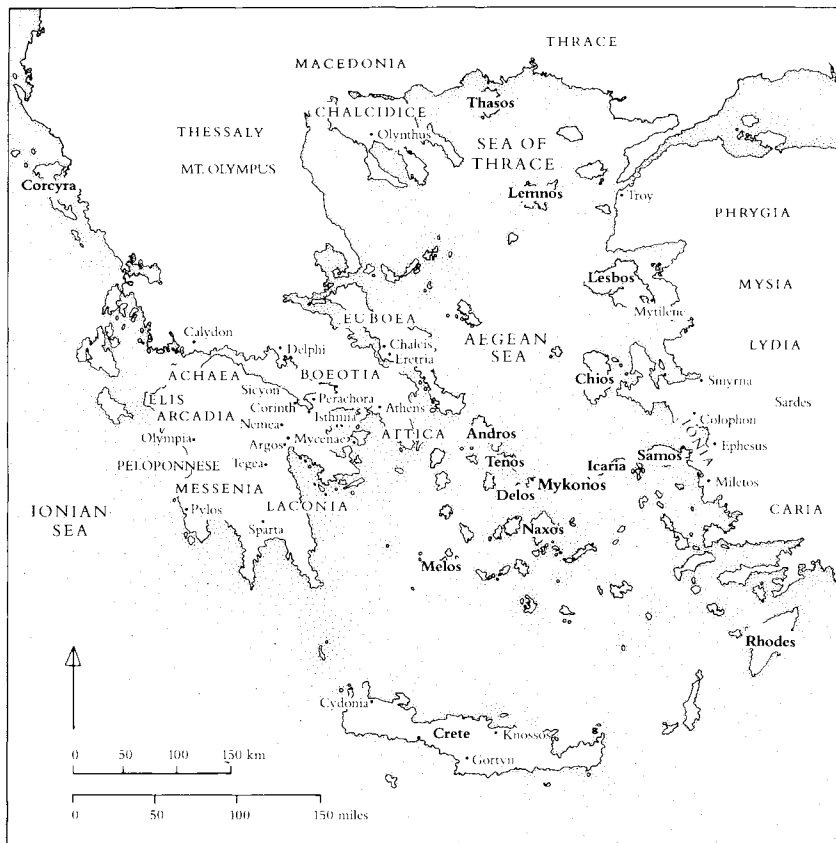 THRACE
MACEDONIA
Thasos
CHALCIDICE
Olynthus
THESSALY
SEA OF
THRACE
MT. OLYMPUS
Corcyra
Lemnos
Troy
PHRYGIA
Lesbos
MYSIA
Mytilene
EUBOEA
AEGEAN
SEA
Calydon
Delphi
Chalcis
Eretria
LYDIA
ACHAEA
BOEOTIA
Chios
Smyrna
ELIS
Sicyon
Perachora
Sardes
ARCADIA
Corinth
Isthmia
Athens
Colophon
Nemea
IONIA
Olympia
Argos
Mycenae
ATTICA
Andros
Ephesus
PELOPONNESE
Tegea
Tenos
Icaria
Samos
MESSENIA
Delos
Mykonos
Miletos
IONIAN
SEA
Pylos
LACONIA
Sparta
Naxos
CARIA
Melos
Rhodes
Cydonia
Crete
Knossos
Gortyn
0 50 100 150 km
0 50 100 150 miles